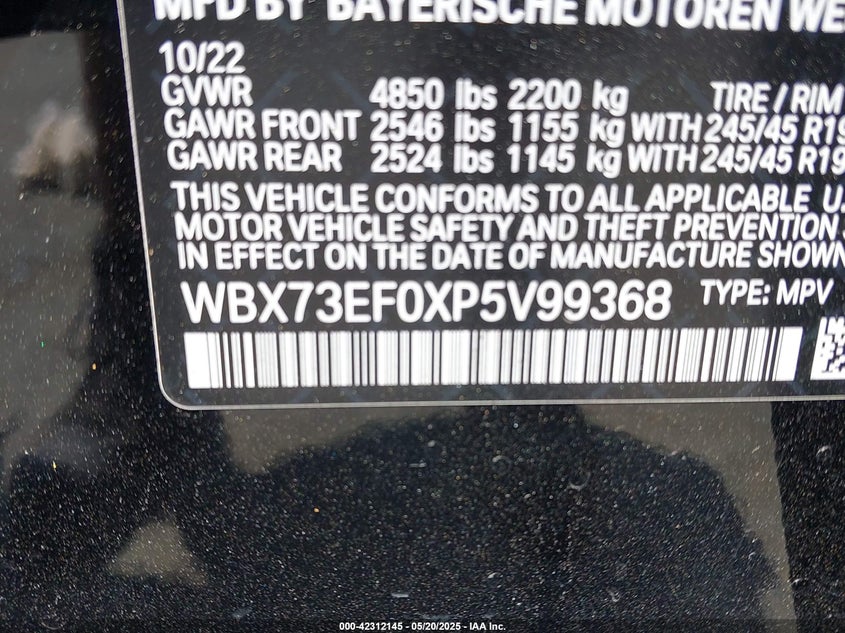 MFD BY BAYERISCHE MOTOREN WE
10/22
GVWR 4850 lbs 2200 kg TIRE / RIM
GAWR FRONT 2546 lbs 1155 kg WITH 245/45 R19
GAWR REAR 2524 lbs 1145 kg WITH 245/45 R19
THIS VEHICLE CONFORMS TO ALL APPLICABLE U.
MOTOR VEHICLE SAFETY AND THEFT PREVENTION
IN EFFECT ON THE DATE OF MANUFACTURE SHOWN
WBX73EF0XP5V99368 TYPE: MPV
000-42312145 - 05/20/2025 - IAA Inc.